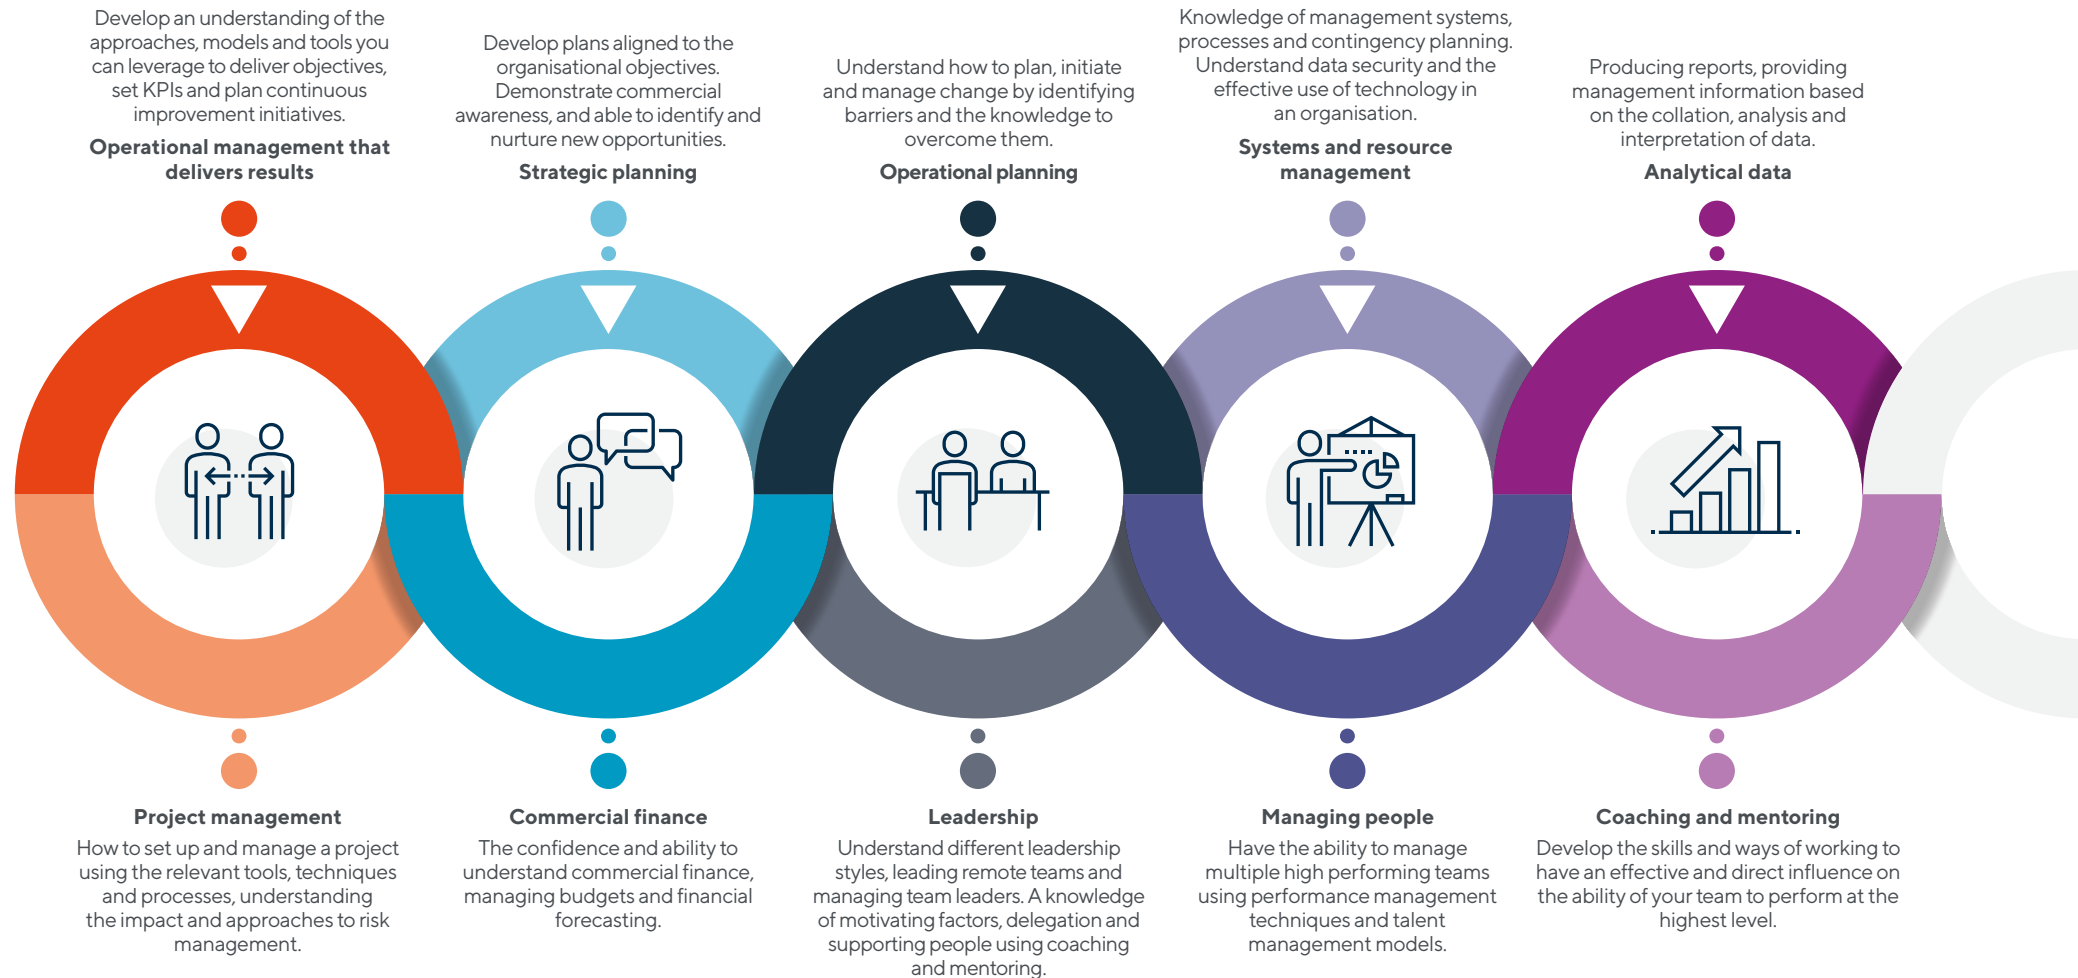 Develop an understanding of the
approaches, models and tools you
can leverage to deliver objectives,
set KPIs and plan continuous
improvement initiatives.
Operational management that
delivers results
Develop plans aligned to the
organisational objectives.
Demonstrate commercial
awareness, and able to identify and
nurture new opportunities.
Strategic planning
Understand how to plan, initiate
and manage change by identifying
barriers and the knowledge to
overcome them.
Operational planning
Knowledge of management systems,
processes and contingency planning.
Understand data security and the
effective use of technology in
an organisation.
Systems and resource
management
Producing reports, providing
management information based
on the collation, analysis and
interpretation of data.
Analytical data
Project management
How to set up and manage a project
using the relevant tools, techniques
and processes, understanding
the impact and approaches to risk
management.
Commercial finance
The confidence and ability to
understand commercial finance,
managing budgets and financial
forecasting.
Leadership
Understand different leadership
styles, leading remote teams and
managing team leaders. A knowledge
of motivating factors, delegation and
supporting people using coaching
and mentoring.
Managing people
Have the ability to manage
multiple high performing teams
using performance management
techniques and talent
management models.
Coaching and mentoring
Develop the skills and ways of working to
have an effective and direct influence on
the ability of your team to perform at the
highest level.